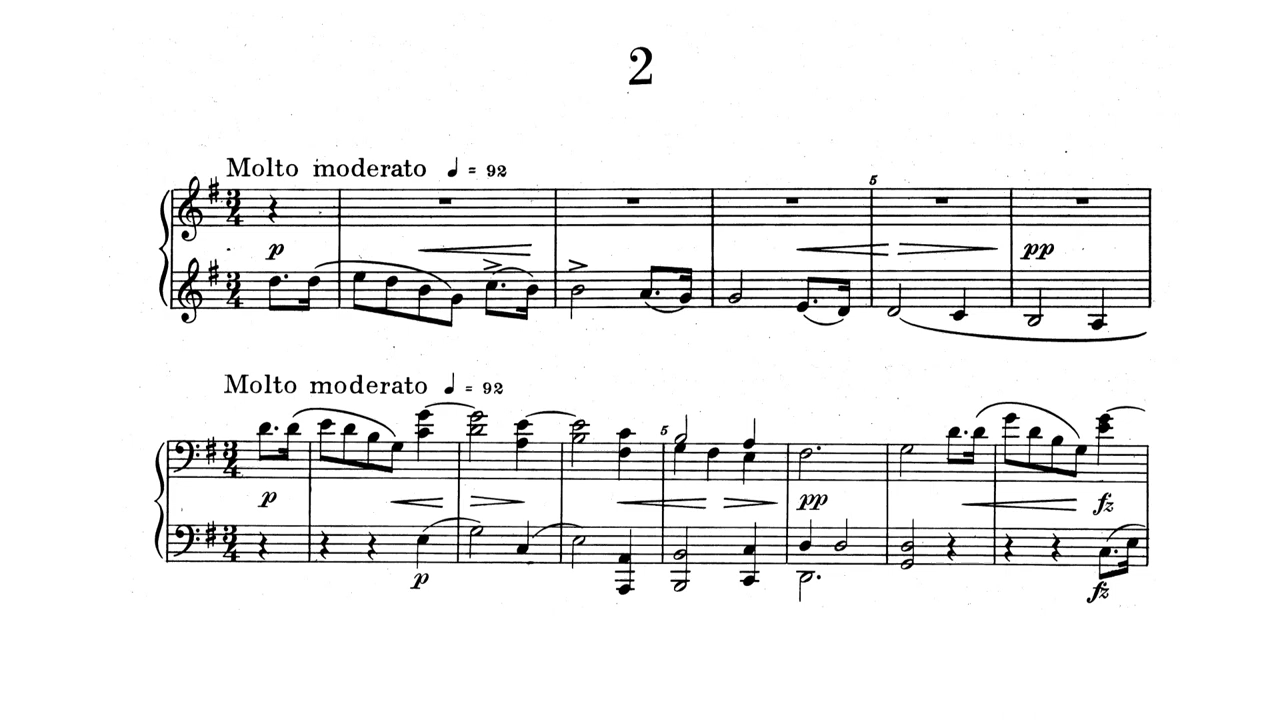 2
Molto moderato ♩ = 92
5
p
pp
Molto moderato ♩ = 92
5
p
pp
fz
p
fz